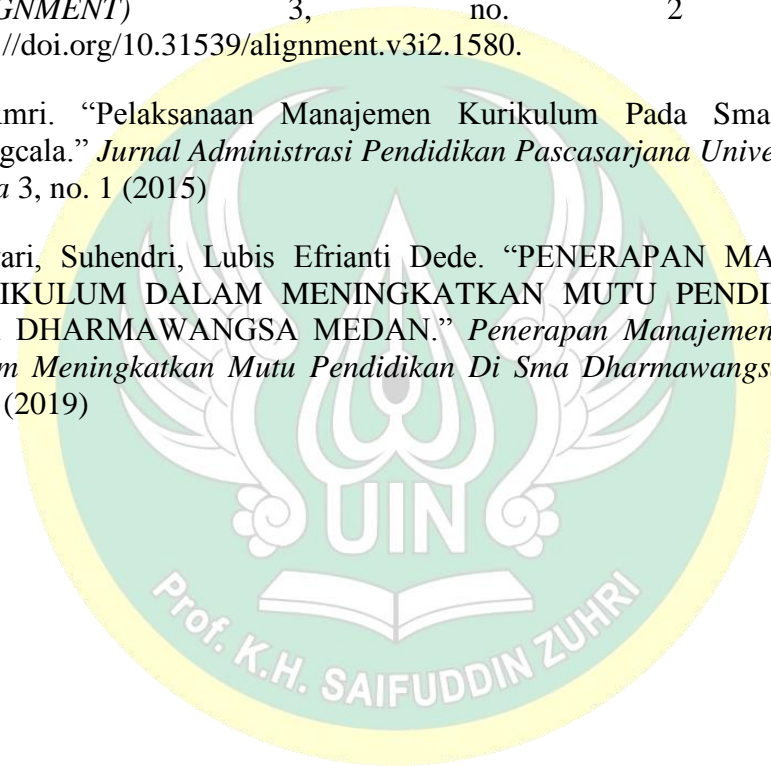 GNMENT) 3, no. 2
://doi.org/10.31539/alignment.v3i2.1580.
mri. “Pelaksanaan Manajemen Kurikulum Pada Sma
gcala.” Jurnal Administrasi Pendidikan Pascasarjana Unive
a 3, no. 1 (2015)
ari, Suhendri, Lubis Efrianti Dede. “PENERAPAN MA
IKULUM DALAM MENINGKATKAN MUTU PENDI
DHARMAWANGSA MEDAN.” Penerapan Manajemen
m Meningkatkan Mutu Pendidikan Di Sma Dharmawangs
(2019)
UIN
Prof. K.H. SAIFUDDIN ZUHRI